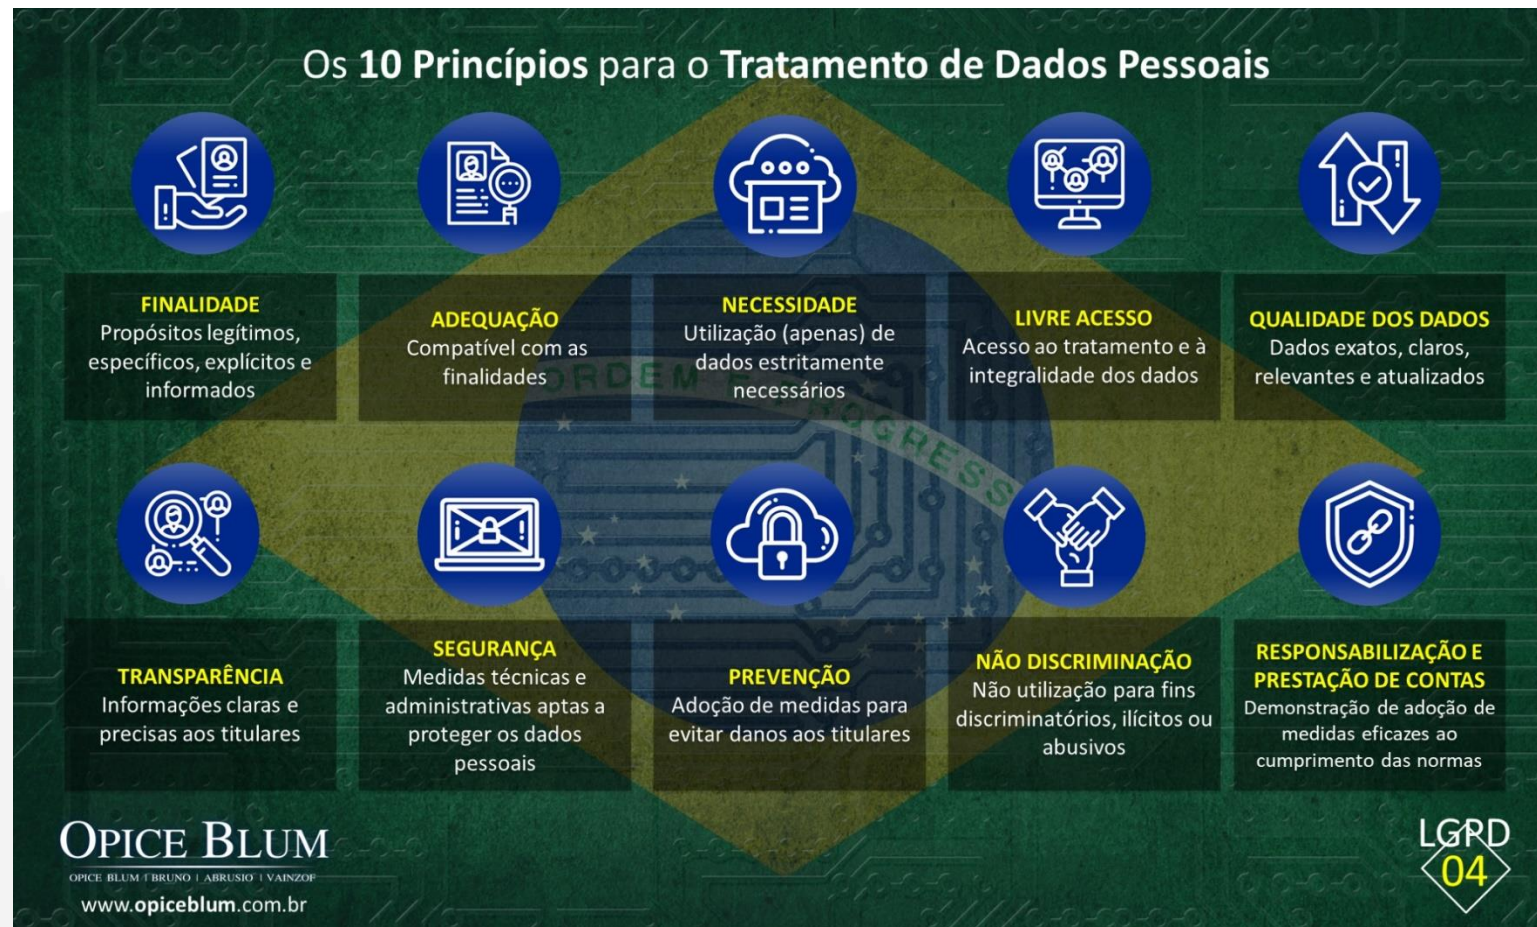 Os 10 Princípios para o Tratamento de Dados Pessoais
FINALIDADE
Propósitos legítimos,
específicos, explícitos e
informados
ADEQUAÇÃO
Compatível com as
finalidades
NECESSIDADE
Utilização (apenas) de
dados estritamente
necessários
LIVRE ACESSO
Acesso ao tratamento e à
integralidade dos dados
QUALIDADE DOS DADOS
Dados exatos, claros,
relevantes e atualizados
ORDEM E PROGRESSO
TRANSPARÊNCIA
Informações claras e
precisas aos titulares
SEGURANÇA
Medidas técnicas e
administrativas aptas a
proteger os dados
pessoais
PREVENÇÃO
Adoção de medidas para
evitar danos aos titulares
NÃO DISCRIMINAÇÃO
Não utilização para fins
discriminatórios, ilícitos ou
abusivos
RESPONSABILIZAÇÃO E
PRESTAÇÃO DE CONTAS
Demonstração de adoção de
medidas eficazes ao
cumprimento das normas
OPICE BLUM
OPICE BLUM | BRUNO | ABRUSIO | VAINZOF
www.opiceblum.com.br
LGPD
04